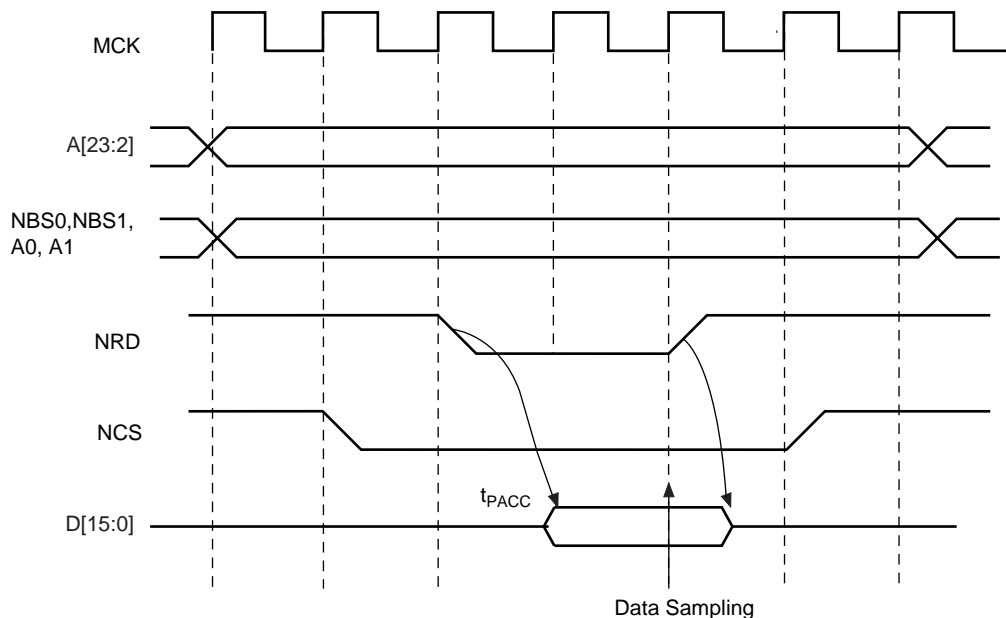 MCK
A[23:2]
NBS0,NBS1,
A0, A1
NRD
NCS
tPACC
D[15:0]
Data Sampling